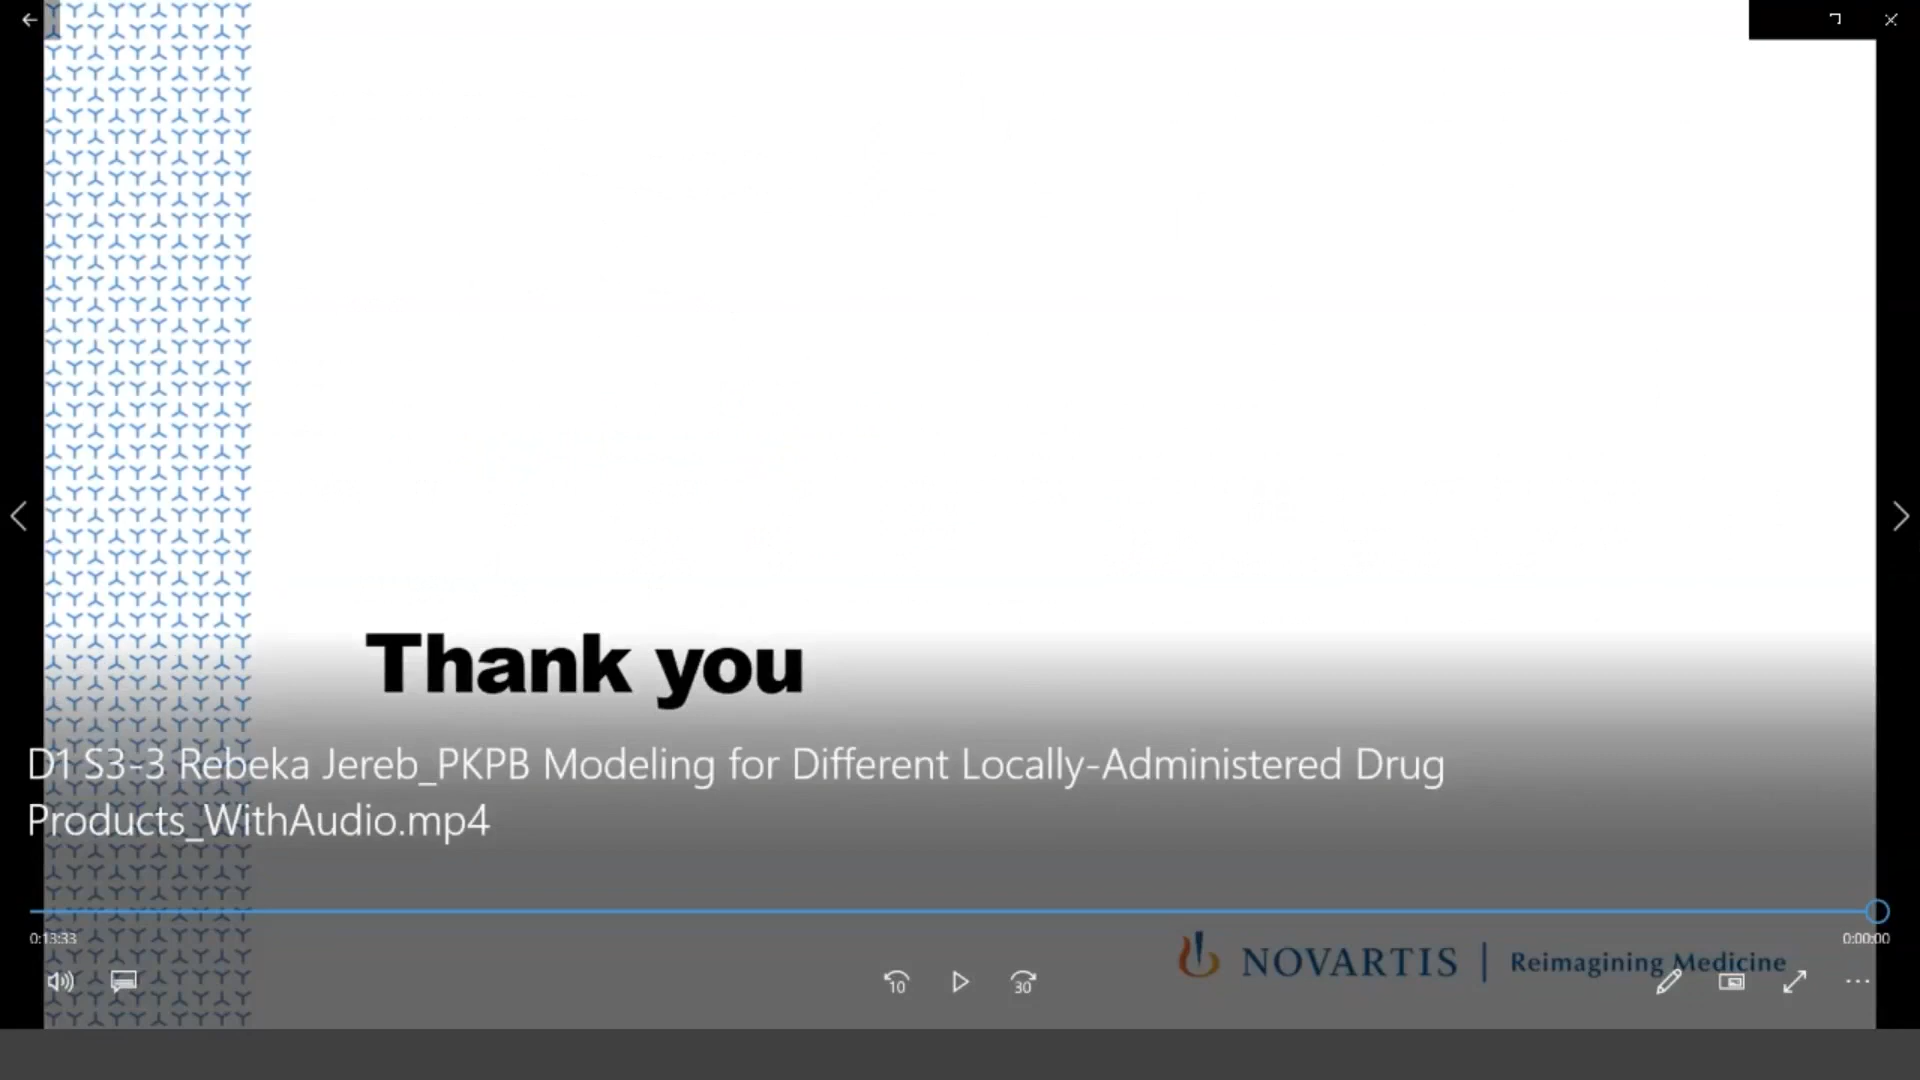 Thank you
D1 S3-3 Rebeka Jereb_PKPB Modeling for Different Locally-Administered Drug
Products_WithAudio.mp4
0:13:33
0:00:00
NOVARTIS | Reimagining Medicine
10
30